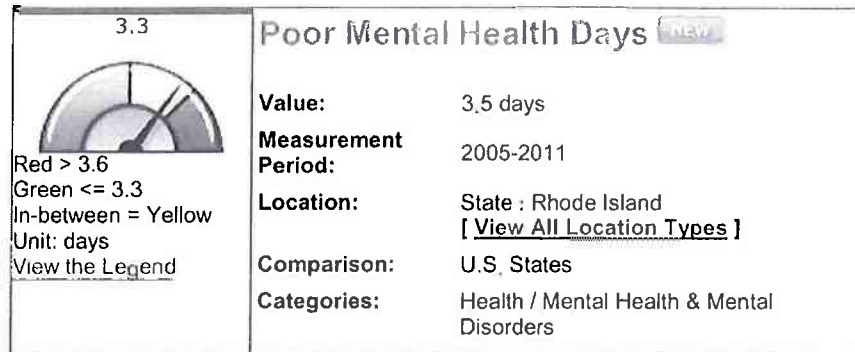 3.3
Red > 3.6
Green <= 3.3
In-between = Yellow
Unit: days
View the Legend
Poor Mental Health Days NEW
Value: 3.5 days
Measurement Period: 2005-2011
Location: State : Rhode Island
[ View All Location Types ]
Comparison: U.S. States
Categories: Health / Mental Health & Mental
Disorders